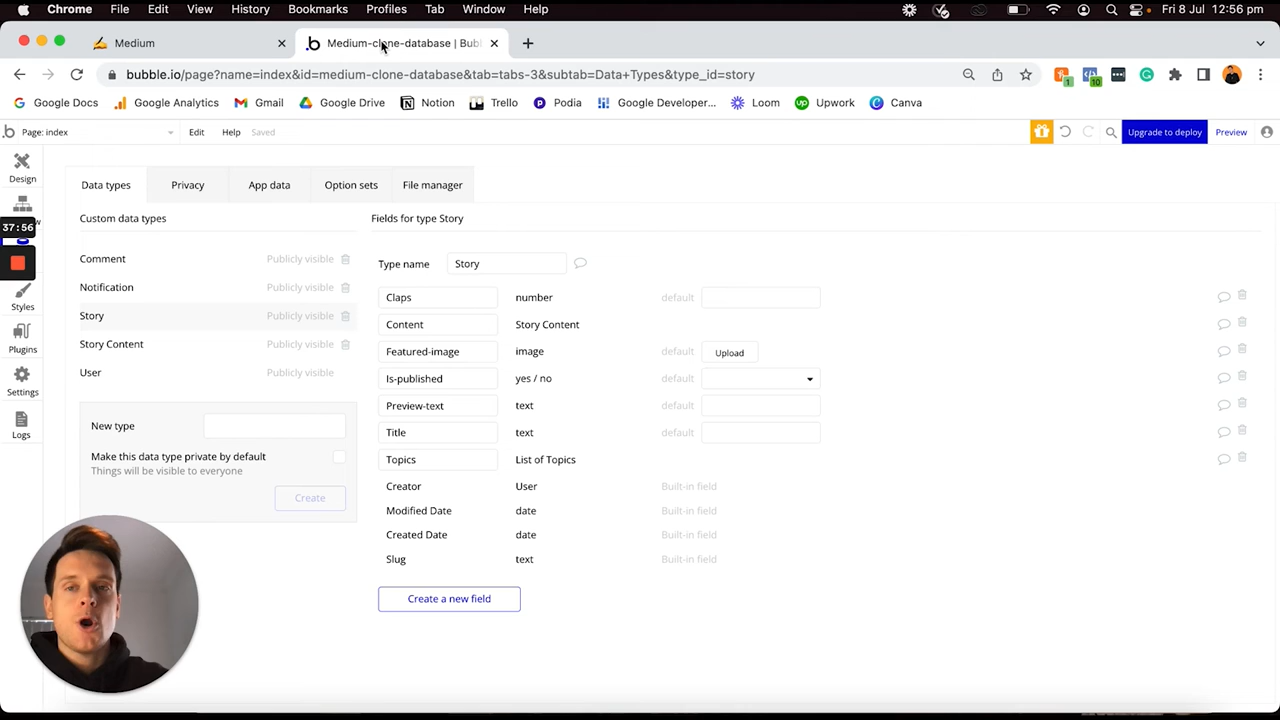 Chrome File Edit View History Bookmarks Profiles Tab Window Help Fri 8 Jul 12:56 pm
Medium Medium-clone-database | Bub
bubble.io/page?name=index&id=medium-clone-database&tab=tabs-3&subtab=Data+Types&type_id=story
1 10
Google Docs Google Analytics Gmail Google Drive Notion Trello Podia Google Developer... Loom Upwork Canva
Page: index Edit Help Saved Upgrade to deploy Preview
Design
37:56
Styles
Plugins
Settings
Logs
Data types Privacy App data Option sets File manager
Custom data types
Comment Publicly visible
Notification Publicly visible
Story Publicly visible
Story Content Publicly visible
User Publicly visible
New type
Make this data type private by default
Things will be visible to everyone
Create
Fields for type Story
Type name Story
Claps number default
Content Story Content
Featured-image image default Upload
Is-published yes / no default
Preview-text text default
Title text default
Topics List of Topics
Creator User Built-in field
Modified Date date Built-in field
Created Date date Built-in field
Slug text Built-in field
Create a new field